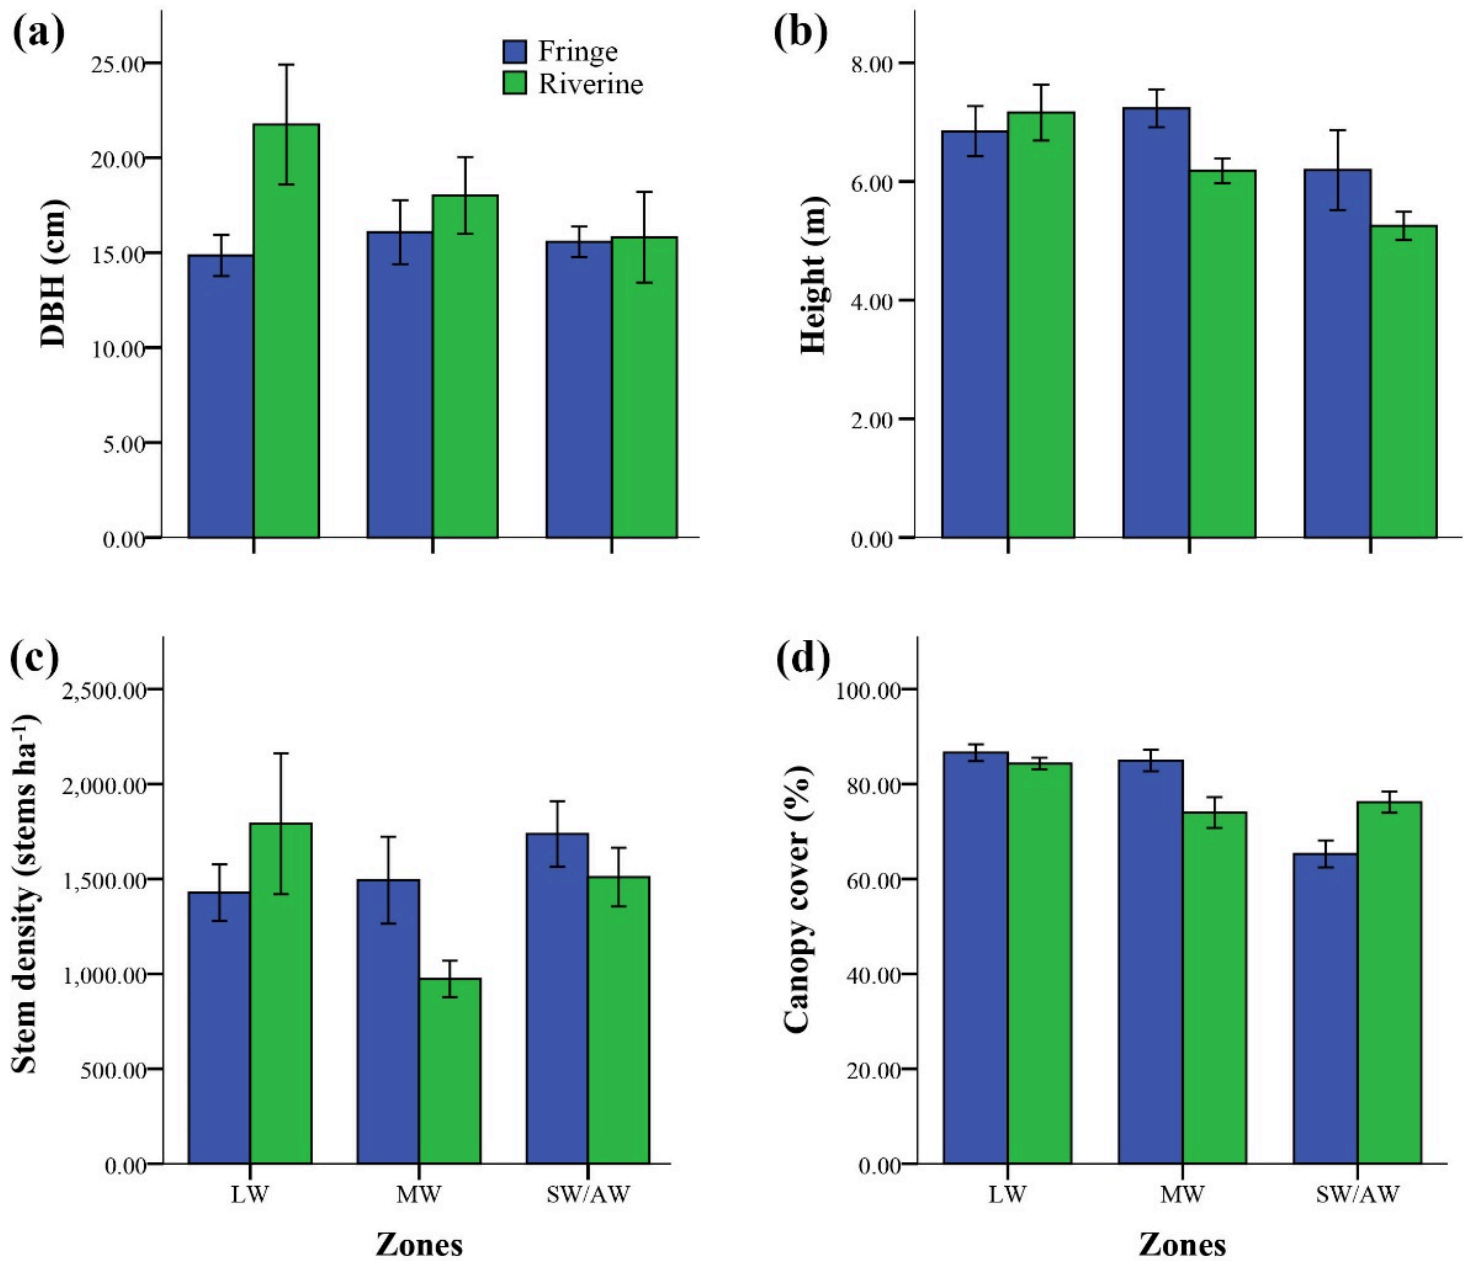 (a)
Fringe
Riverine
DBH (cm)
25.00
20.00
15.00
10.00
5.00
0.00
(b)
Height (m)
8.00
6.00
4.00
2.00
0.00
(c)
Stem density (stems ha⁻¹)
2,500.00
2,000.00
1,500.00
1,000.00
500.00
0.00
LW MW SW/AW
Zones
(d)
Canopy cover (%)
100.00
80.00
60.00
40.00
20.00
0.00
LW MW SW/AW
Zones